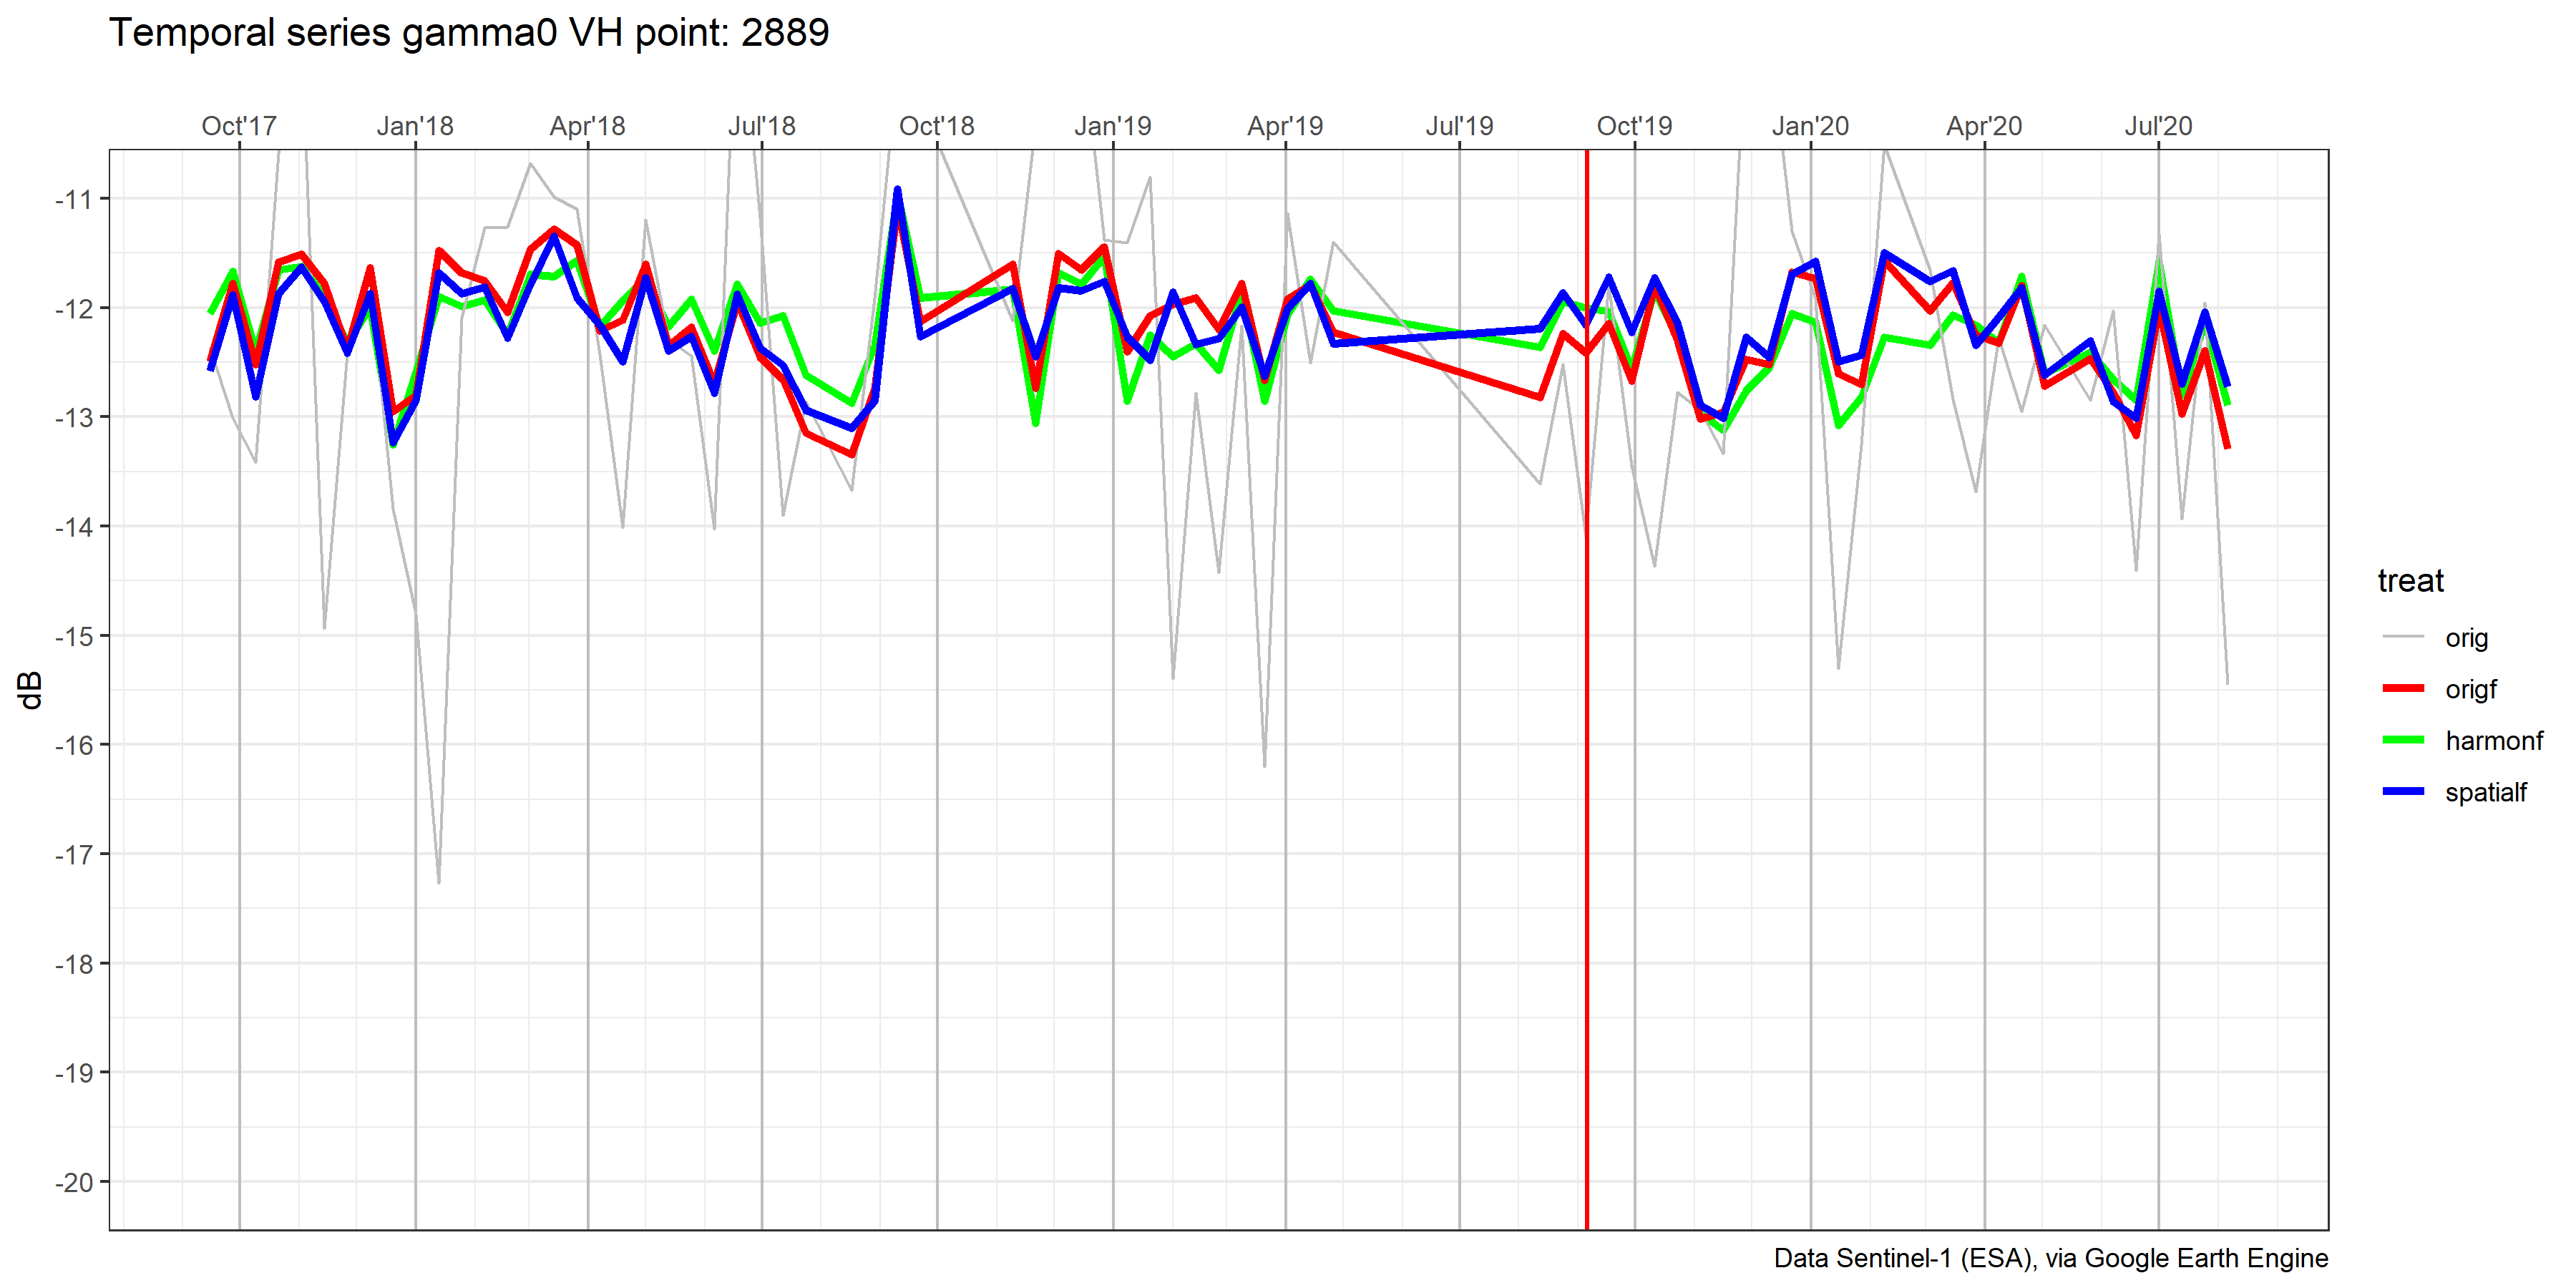 Temporal series gamma0 VH point: 2889
Oct'17 Jan'18 Apr'18 Jul'18 Oct'18 Jan'19 Apr'19 Jul'19 Oct'19 Jan'20 Apr'20 Jul'20
-11
-12
-13
-14
-15
-16
-17
-18
-19
-20
dB
treat
orig
origf
harmonf
spatialf
Data Sentinel-1 (ESA), via Google Earth Engine